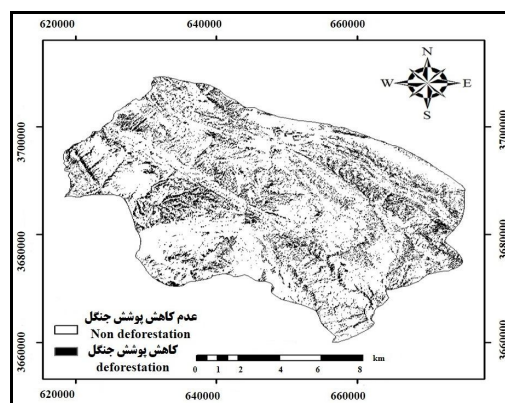 620000 640000 660000
N
W E
S
3700000 3700000
3680000 3680000
3660000 3660000
عدم کاهش پوشش جنگل
Non deforestation
کاهش پوشش جنگل
deforestation
km
0 1 2 4 6 8
620000 640000 660000